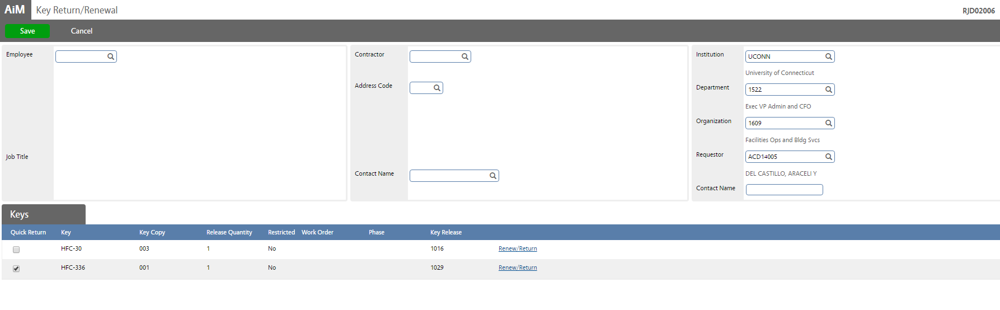 AiM Key Return/Renewal RJD02006
Save Cancel
Employee
Job Title
Contractor
Address Code
Contact Name
Institution UCONN
University of Connecticut
Department 1522
Exec VP Admin and CFO
Organization 1609
Facilities Ops and Bldg Svcs
Requestor ACD14005
DEL CASTILLO, ARACELI Y
Contact Name
Keys
Quick Return Key Key Copy Release Quantity Restricted Work Order Phase Key Release
HFC-30 003 1 No 1016 Renew/Return
HFC-336 001 1 No 1029 Renew/Return